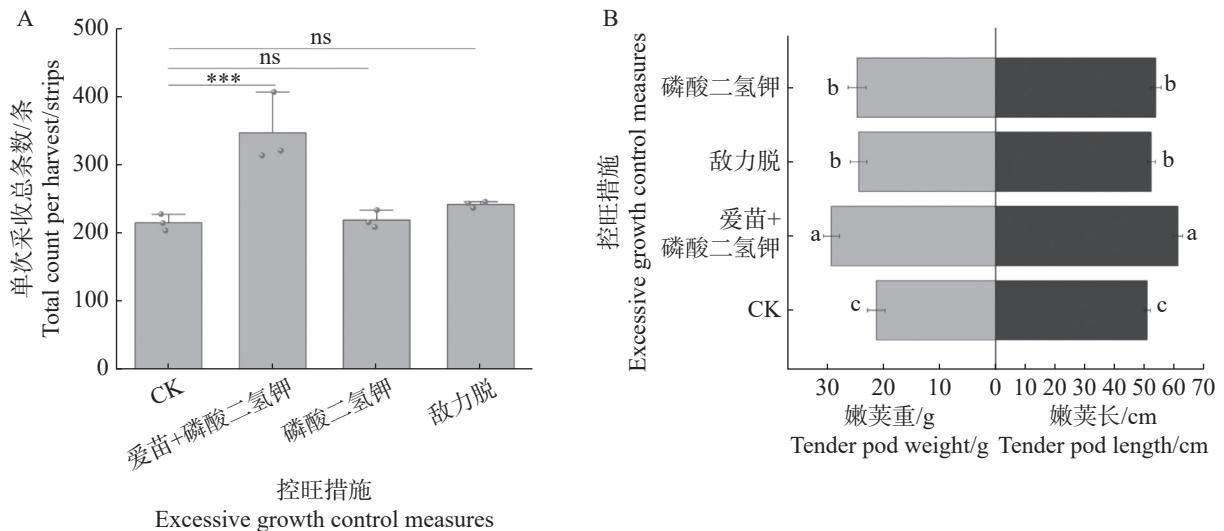 A
单次采收总条数/条
Total count per harvest/strips
500
400
300
200
100
0
ns
ns
***
CK
爱苗+磷酸二氢钾
磷酸二氢钾
敌力脱
控旺措施
Excessive growth control measures
B
控旺措施
Excessive growth control measures
磷酸二氢钾
b
b
敌力脱
b
b
爱苗+
磷酸二氢钾
a
a
CK
c
c
30 20 10 0 10 20 30 40 50 60 70
嫩荚重/g
Tender pod weight/g
嫩荚长/cm
Tender pod length/cm